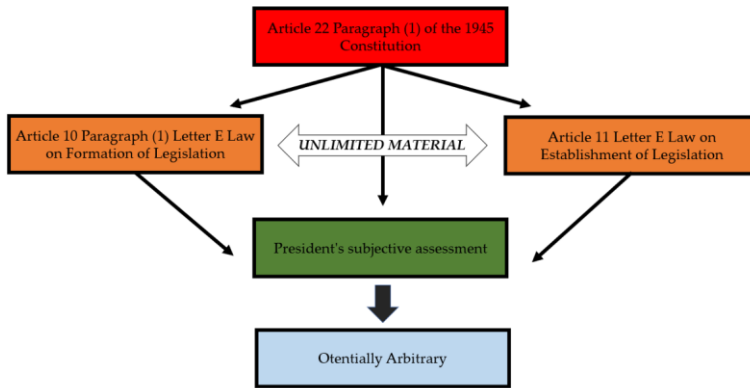 Article 22 Paragraph (1) of the 1945
Constitution
Article 10 Paragraph (1) Letter E Law
on Formation of Legislation
UNLIMITED MATERIAL
Article 11 Letter E Law on
Establishment of Legislation
President's subjective assessment
Otentially Arbitrary